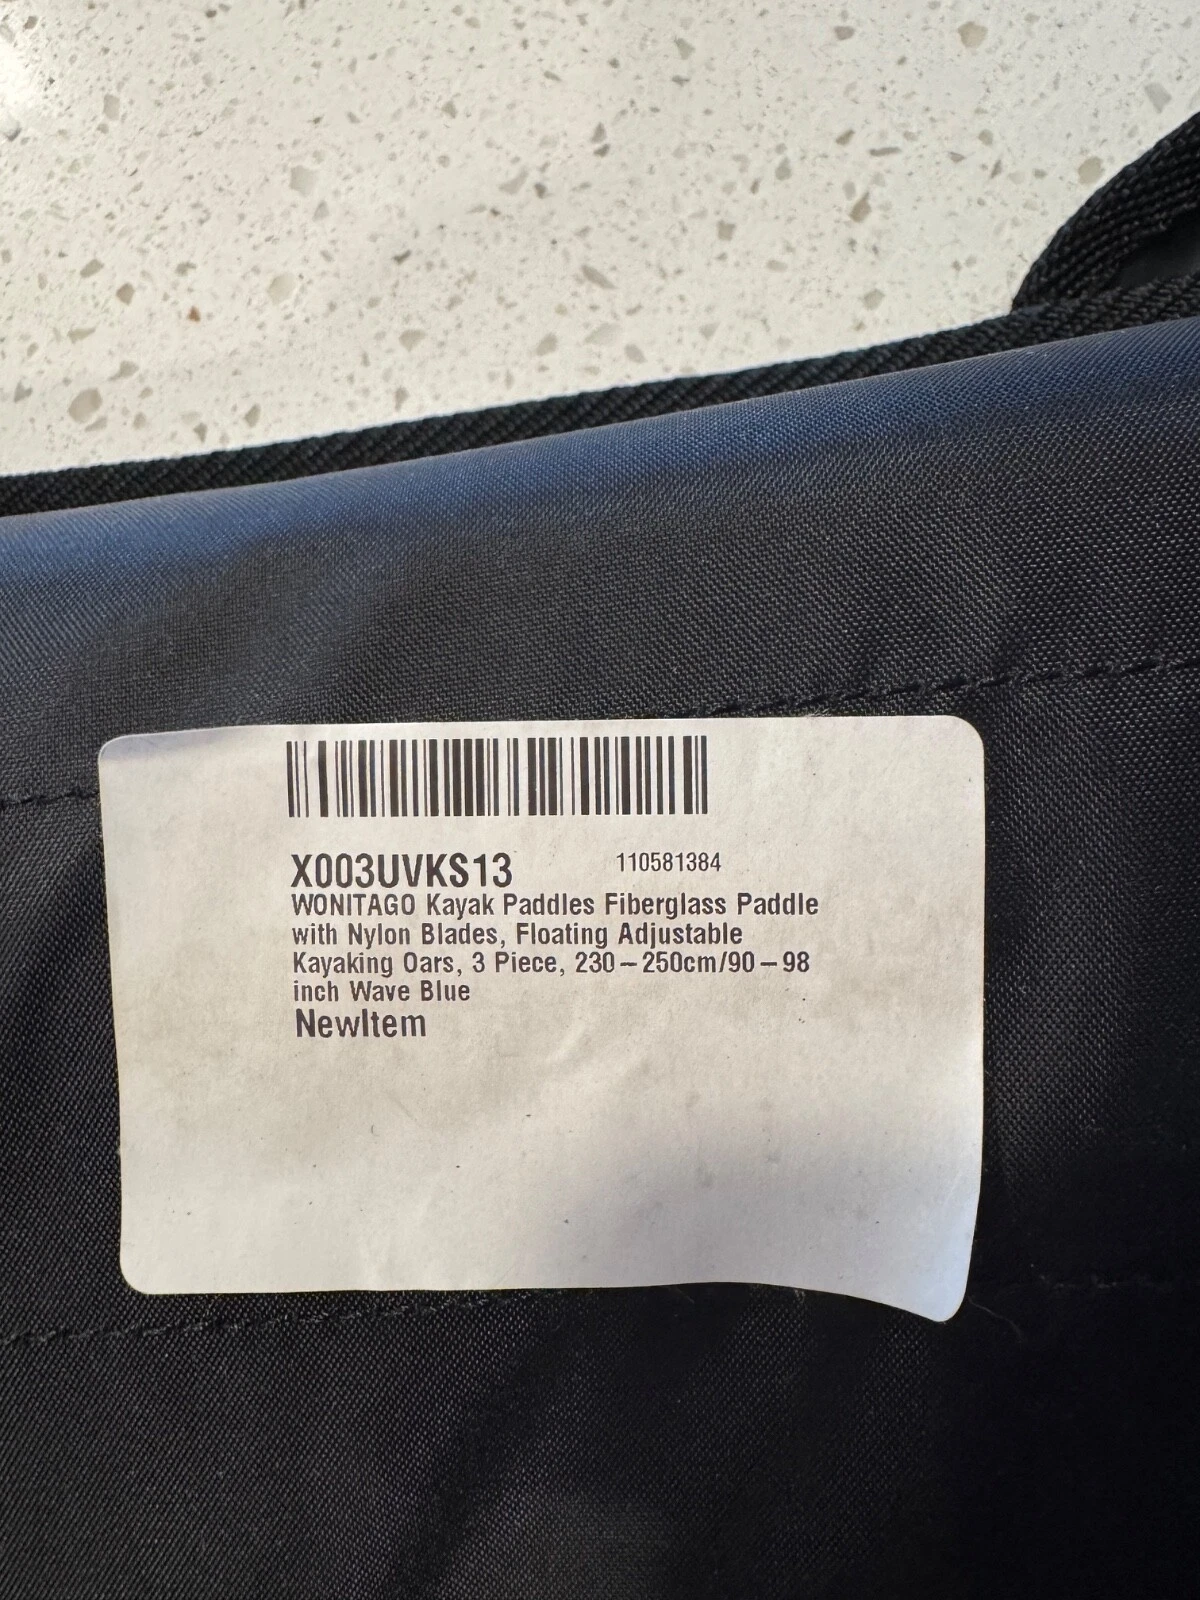 X003UVKS13 110581384
WONITAGO Kayak Paddles Fiberglass Paddle
with Nylon Blades, Floating Adjustable
Kayaking Oars, 3 Piece, 230－250cm/90－98
inch Wave Blue
NewItem